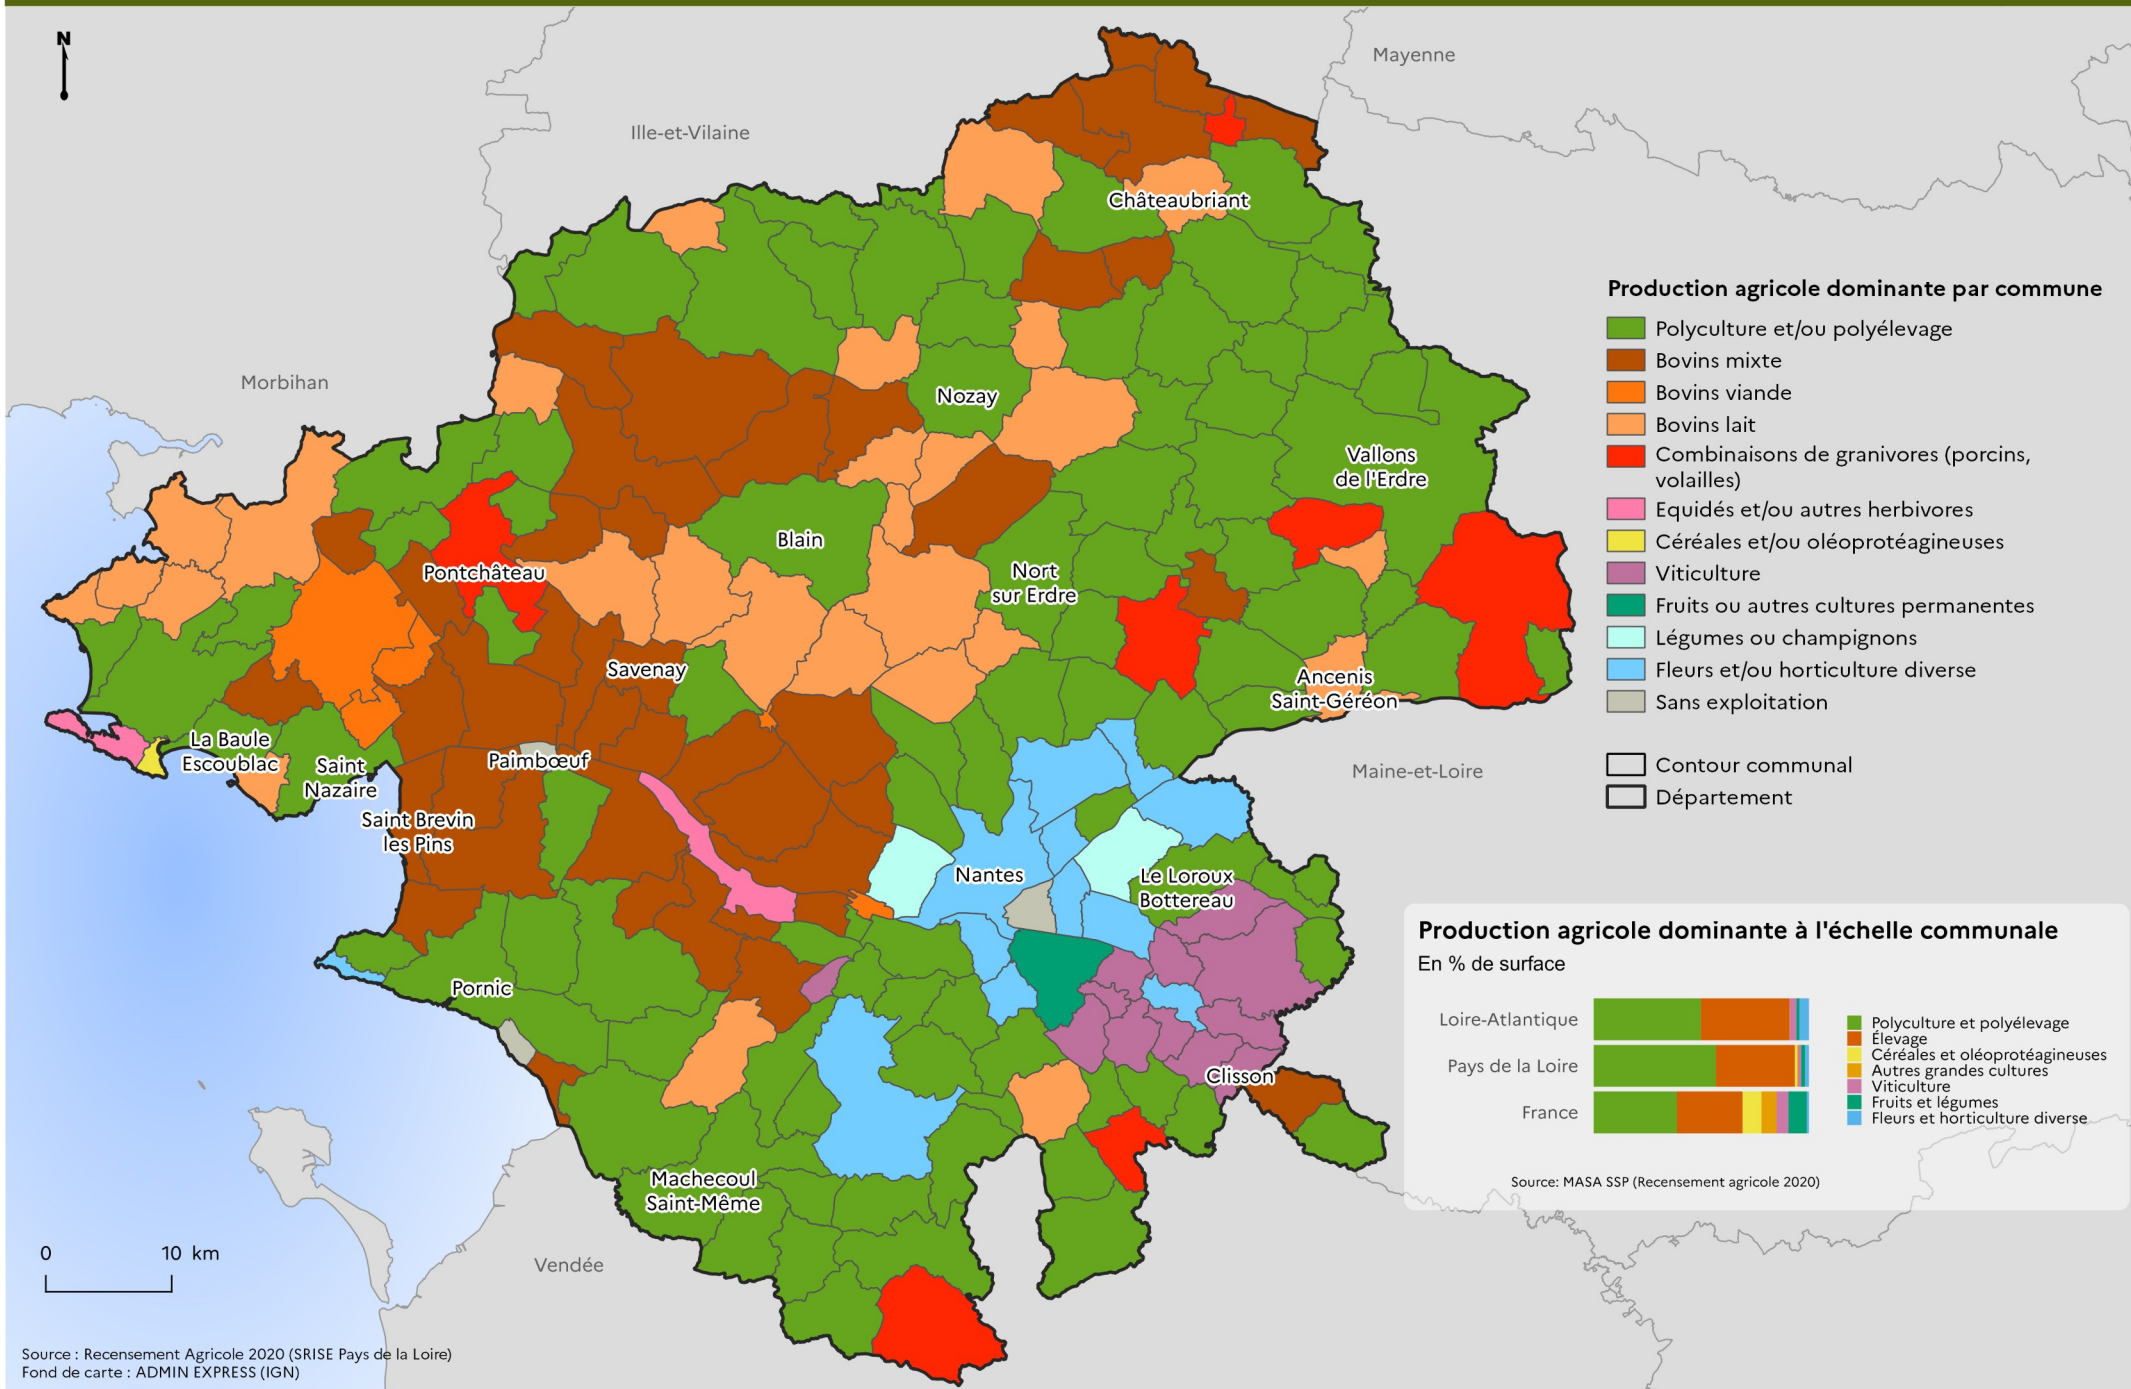 N
Mayenne
Ille-et-Vilaine
Morbihan
Châteaubriant
Nozay
Vallons
de l'Erdre
Blain
Pontchâteau
Nort
sur Erdre
Savenay
Ancenis
Saint-Géréon
La Baule
Escoublac
Saint
Nazaire
Paimbœuf
Saint Brevin
les Pins
Maine-et-Loire
Nantes
Le Loroux
Bottereau
Pornic
Clisson
Machecoul
Saint-Même
Vendée
0 10 km
Source : Recensement Agricole 2020 (SRISE Pays de la Loire)
Fond de carte : ADMIN EXPRESS (IGN)
Production agricole dominante par commune
Polyculture et/ou polyélevage
Bovins mixte
Bovins viande
Bovins lait
Combinaisons de granivores (porcins,
volailles)
Equidés et/ou autres herbivores
Céréales et/ou oléoprotéagineuses
Viticulture
Fruits ou autres cultures permanentes
Légumes ou champignons
Fleurs et/ou horticulture diverse
Sans exploitation
Contour communal
Département
Production agricole dominante à l'échelle communale
En % de surface
Loire-Atlantique
Pays de la Loire
France
Polyculture et polyélevage
Élevage
Céréales et oléoprotéagineuses
Autres grandes cultures
Viticulture
Fruits et légumes
Fleurs et horticulture diverse
Source: MASA SSP (Recensement agricole 2020)